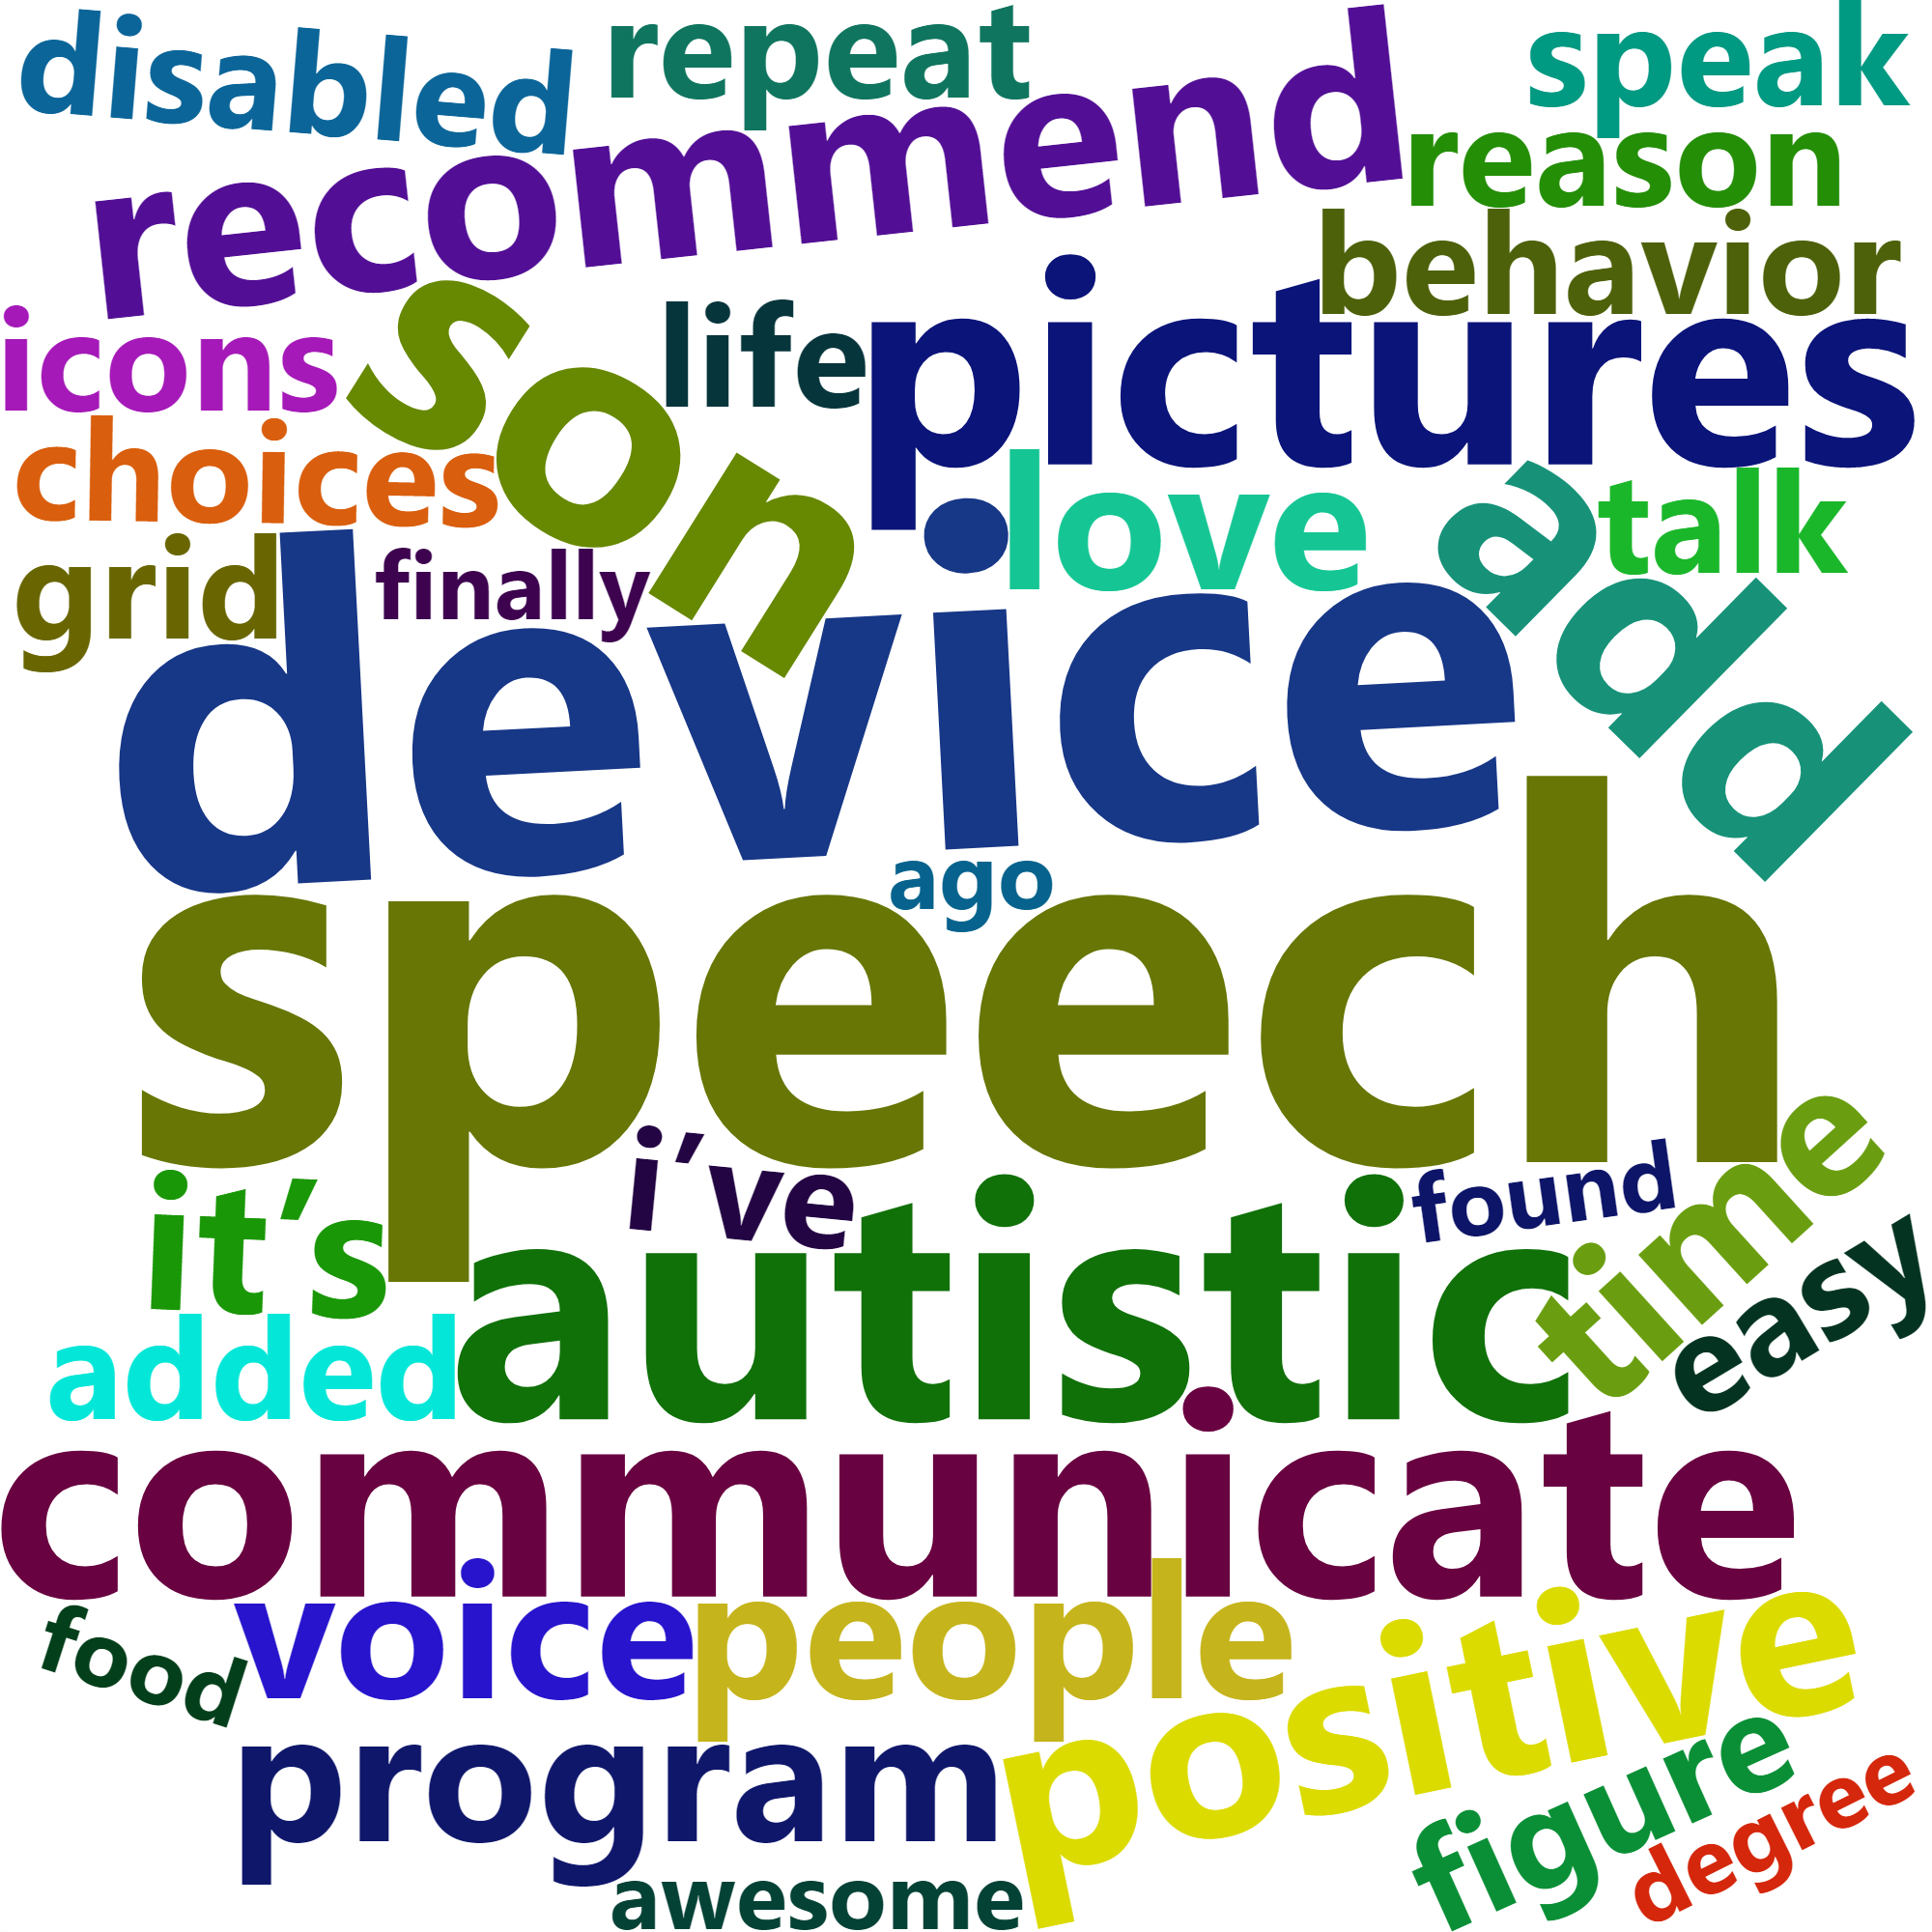 disabled
repeat
speak
recommend
reason
behavior
icons
son
life
pictures
choices
love
add
talk
grid
finally
device
ago
speech
i've
found
time
it's
autistic
easy
added
communicate
food
voice
people
positive
program
figure
degree
awesome